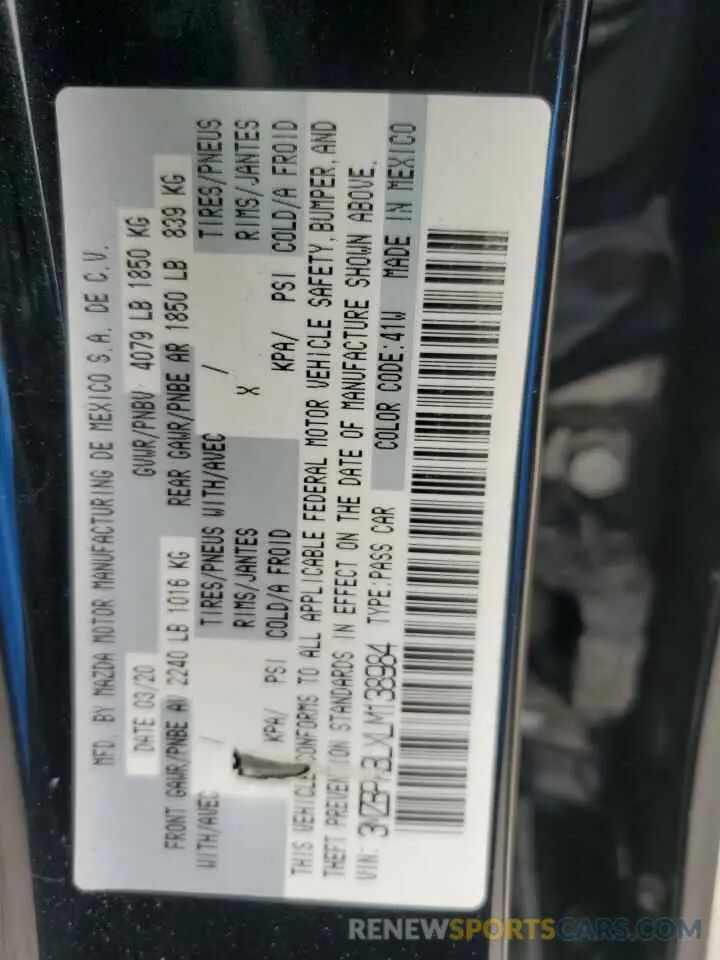 MFD. BY MAZDA MOTOR MANUFACTURING DE MEXICO S.A. DE C.V.
DATE 03/20 GVWR/PNBV 4079 LB 1850 KG
FRONT GAWR/PNBE AV 2240 LB 1016 KG REAR GAWR/PNBE AR 1850 LB 839 KG
WITH/AVEC / TIRES/PNEUS WITH/AVEC / TIRES/PNEUS
RIMS/JANTES X RIMS/JANTES
KPA/ PSI COLD/A FROID KPA/ PSI COLD/A FROID
THIS VEHICLE CONFORMS TO ALL APPLICABLE FEDERAL MOTOR VEHICLE SAFETY, BUMPER, AND
THEFT PREVENTION STANDARDS IN EFFECT ON THE DATE OF MANUFACTURE SHOWN ABOVE.
VIN: TYPE:PASS CAR COLOR CODE:41W MADE IN MEXICO
RENEWSPORTSCARS.COM